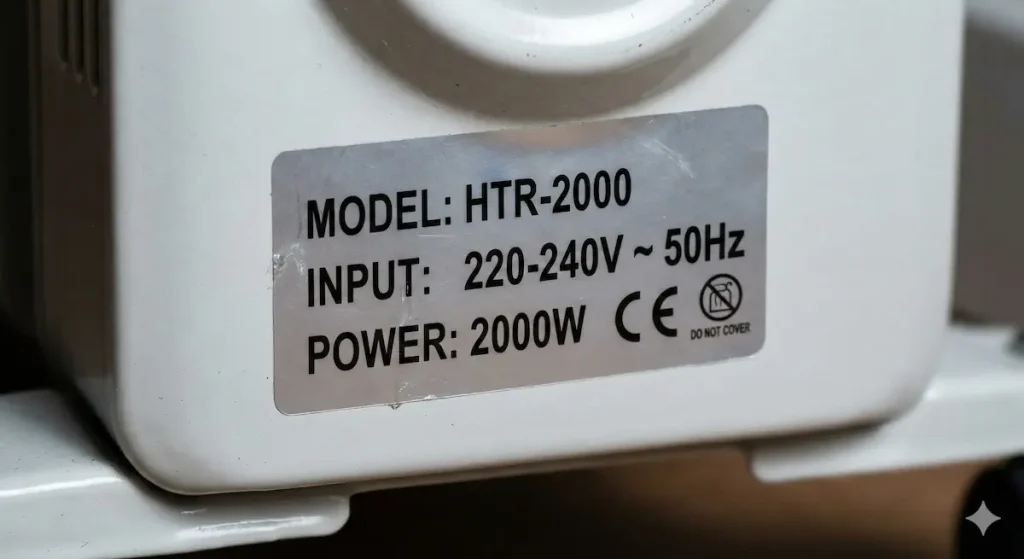 MODEL: HTR-2000
INPUT: 220-240V ~ 50Hz
POWER: 2000W CE
DO NOT COVER